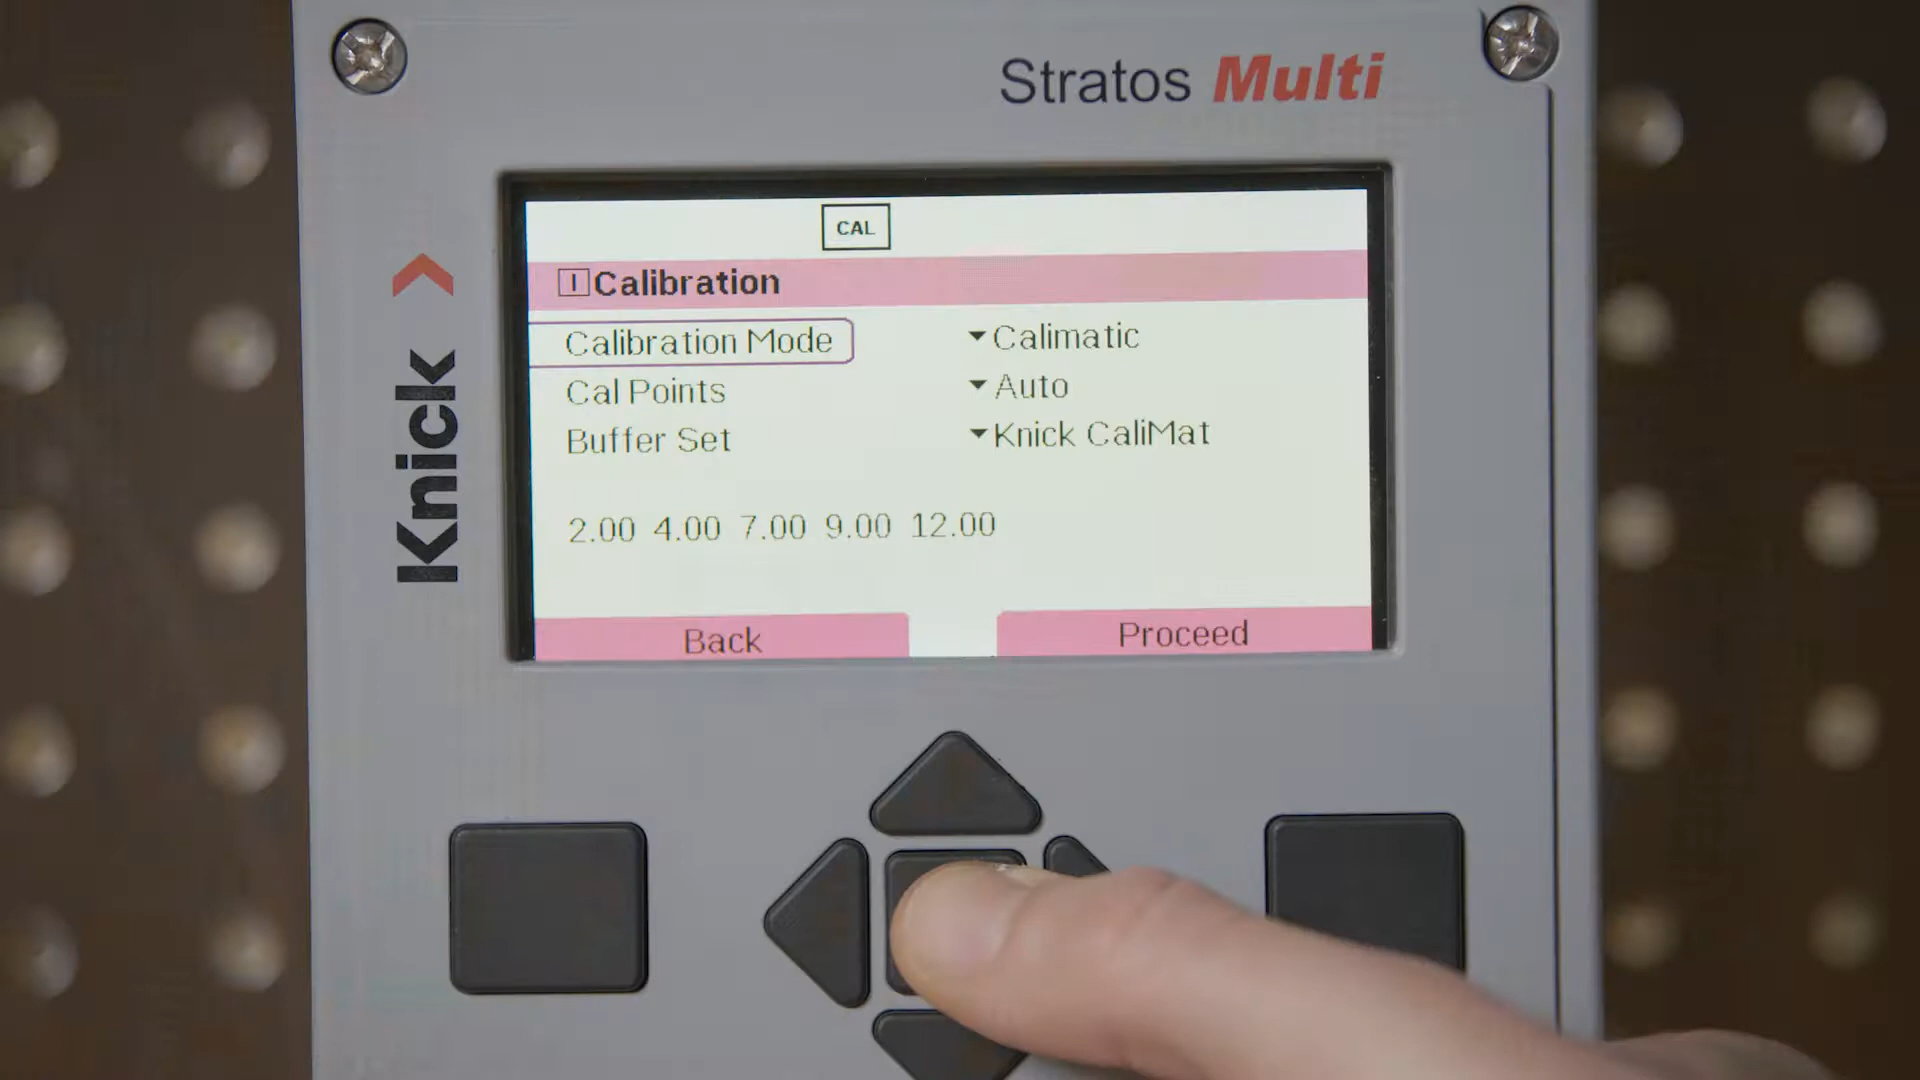 Stratos Multi
Knick
CAL
I Calibration
Calibration Mode ▾Calimatic
Cal Points ▾Auto
Buffer Set ▾Knick CaliMat
2.00 4.00 7.00 9.00 12.00
Back Proceed